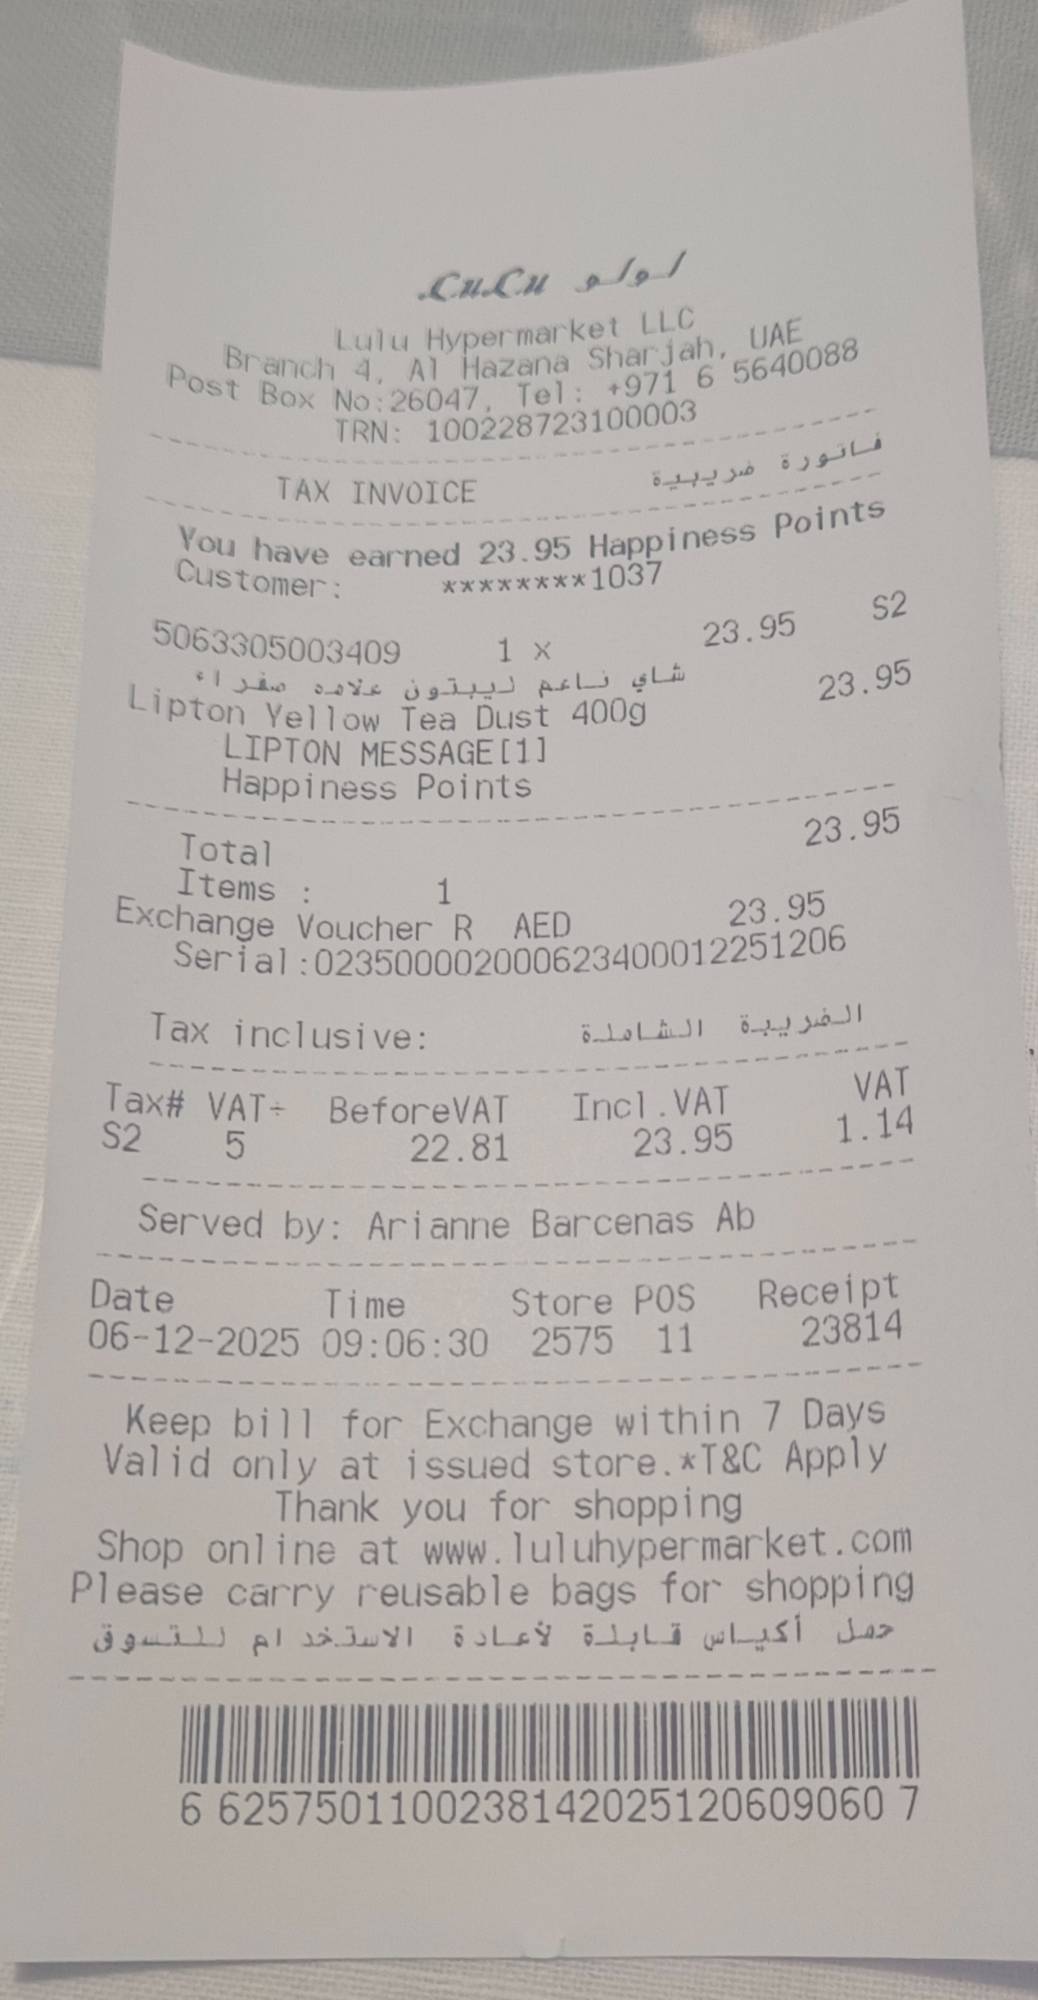 LuLu لولو
Lulu Hypermarket LLC
Branch 4, Al Hazana Sharjah, UAE
Post Box No:26047, Tel: +971 6 5640088
TRN: 100228723100003
TAX INVOICE فاتورة ضريبية
You have earned 23.95 Happiness Points
Customer: ********1037
5063305003409 1 x 23.95 S2
شاي ناعم ليبتون علامه صفراء
Lipton Yellow Tea Dust 400g 23.95
LIPTON MESSAGE[1]
Happiness Points
Total 23.95
Items : 1
Exchange Voucher R AED 23.95
Serial:023500002000623400012251206
Tax inclusive: الضريبة الشاملة
Tax# VAT÷ BeforeVAT Incl.VAT VAT
S2 5 22.81 23.95 1.14
Served by: Arianne Barcenas Ab
Date Time Store POS Receipt
06-12-2025 09:06:30 2575 11 23814
Keep bill for Exchange within 7 Days
Valid only at issued store.*T&C Apply
Thank you for shopping
Shop online at www.luluhypermarket.com
Please carry reusable bags for shopping
حمل أكياس قابلة لأعادة الاستخدام للتسوق
6 6257501100238142025120609060 7